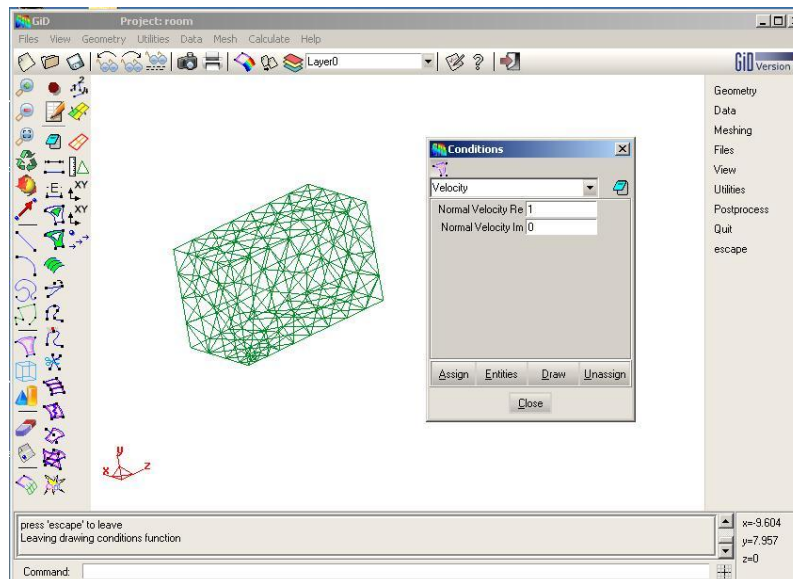 GiD Project: room
Files View Geometry Utilities Data Mesh Calculate Help
Layer0
GiD Version
Geometry
Data
Meshing
Files
View
Utilities
Postprocess
Quit
escape
Conditions
Velocity
Normal Velocity Re 1
Normal Velocity Im 0
Assign Entities Draw Unassign
Close
y
x z
press 'escape' to leave
Leaving drawing conditions function
x=-9.604
y=7.957
z=0
Command: